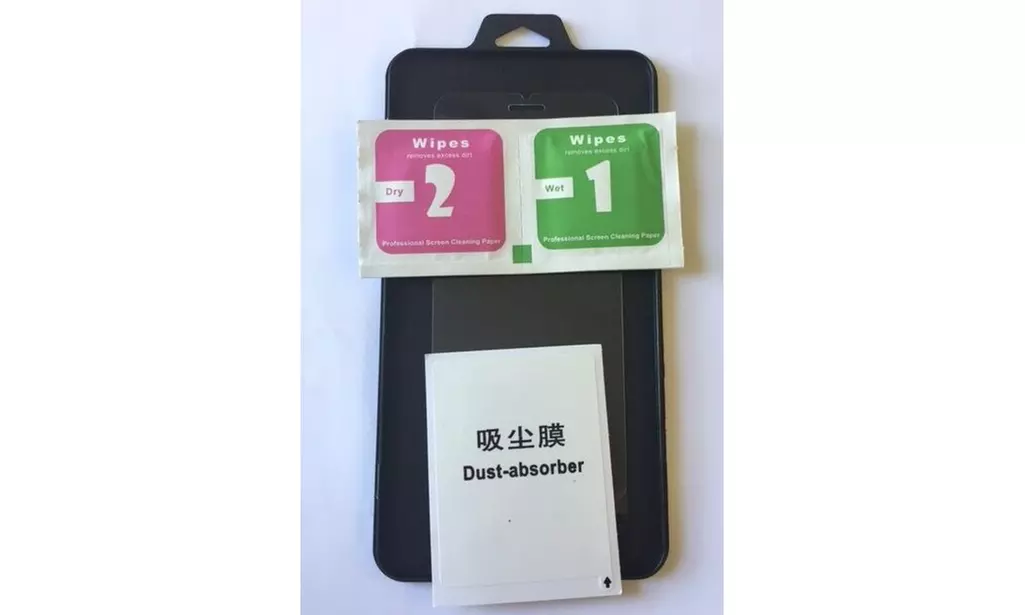 Wipes
removes excess dirt
Dry
2
Professional Screen Cleaning Paper
Wipes
removes excess dirt
Wet
1
Professional Screen Cleaning Paper
吸尘膜
Dust-absorber